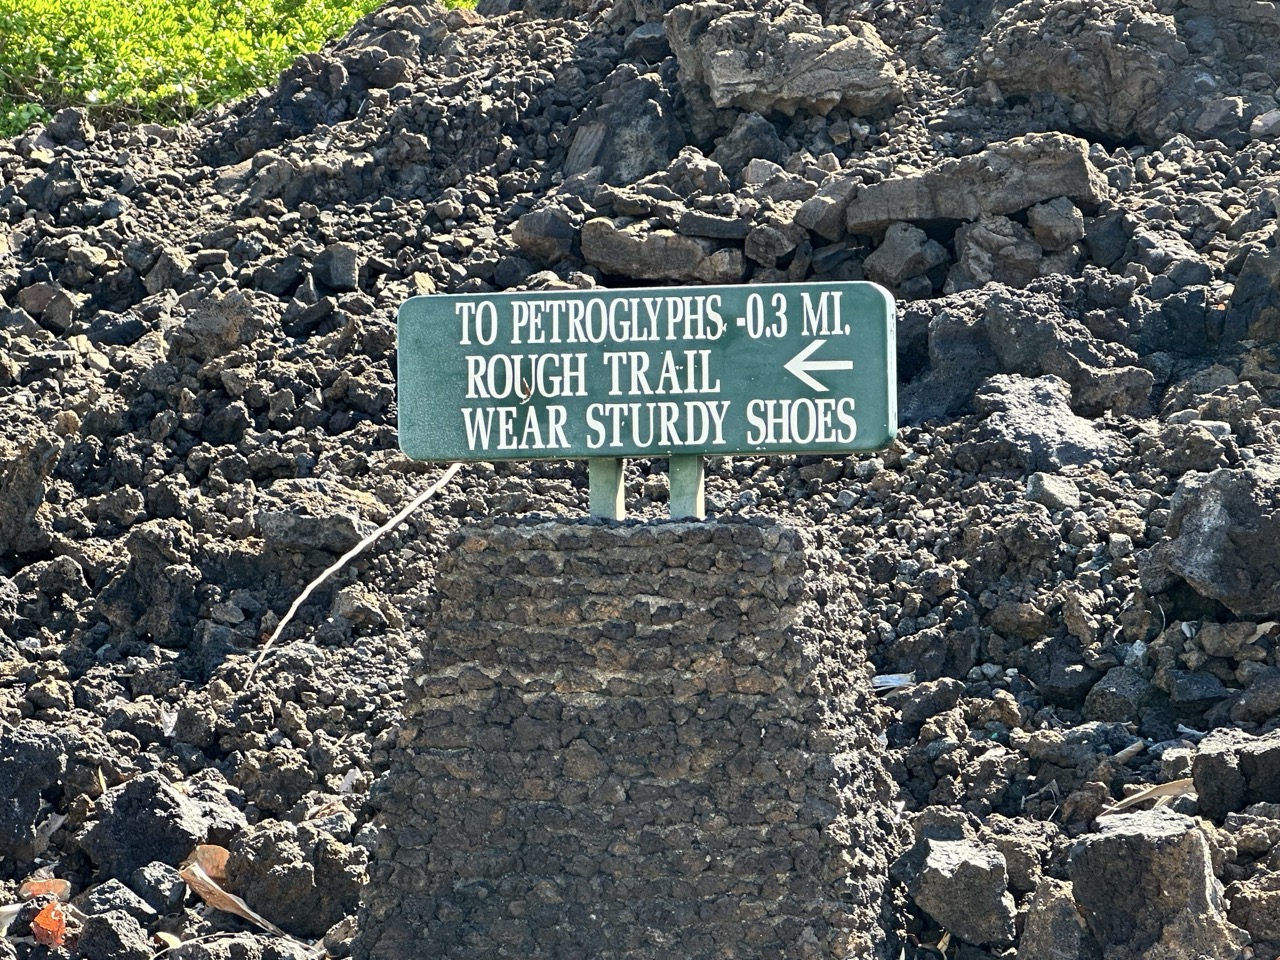 TO PETROGLYPHS -0.3 MI.
ROUGH TRAIL ←
WEAR STURDY SHOES